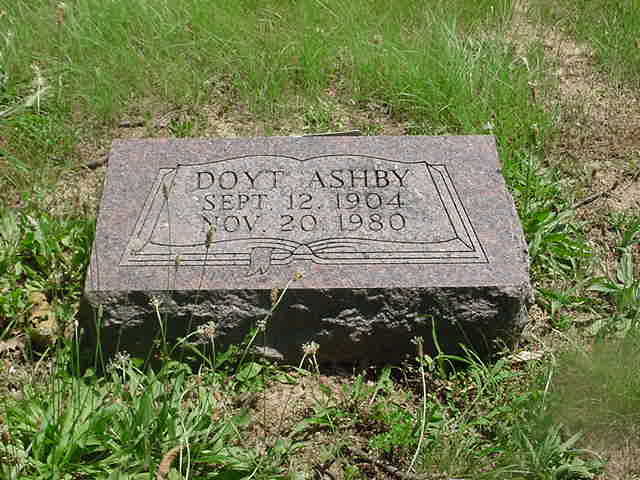 DOYT ASHBY
SEPT. 12, 1904
NOV. 20, 1980